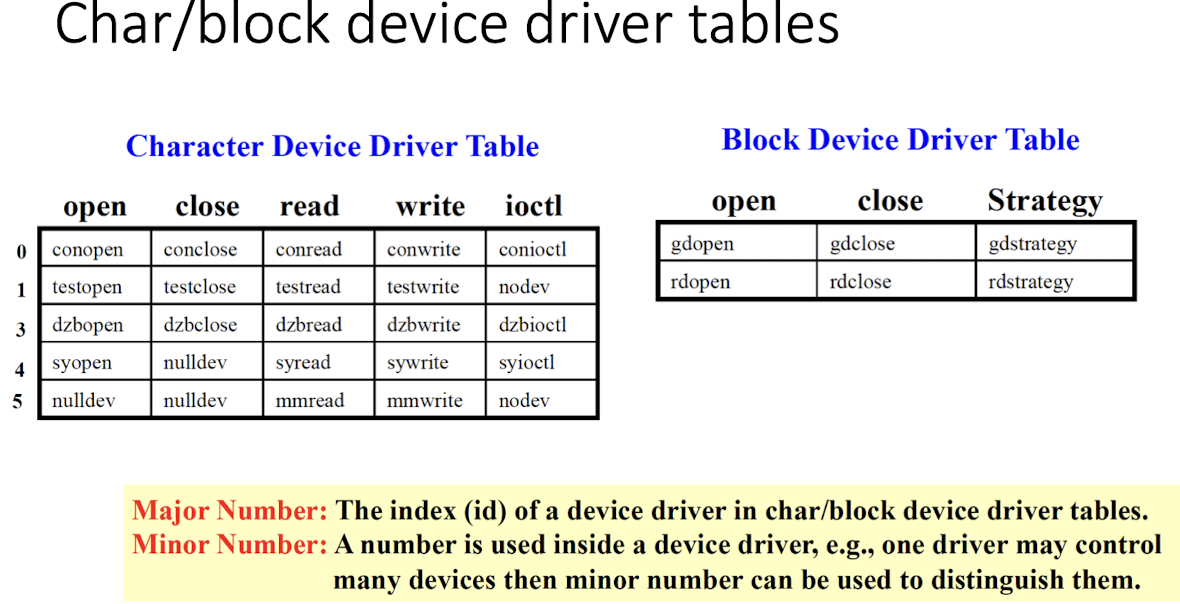 Char/block device driver tables
Character Device Driver Table
open close read write ioctl
0 conopen conclose conread conwrite conioctl
1 testopen testclose testread testwrite nodev
3 dzbopen dzbclose dzbread dzbwrite dzbioctl
4 syopen nulldev syread sywrite syioctl
5 nulldev nulldev mmread mmwrite nodev
Block Device Driver Table
open close Strategy
gdopen gdclose gdstrategy
rdopen rdclose rdstrategy
Major Number: The index (id) of a device driver in char/block device driver tables.
Minor Number: A number is used inside a device driver, e.g., one driver may control
many devices then minor number can be used to distinguish them.